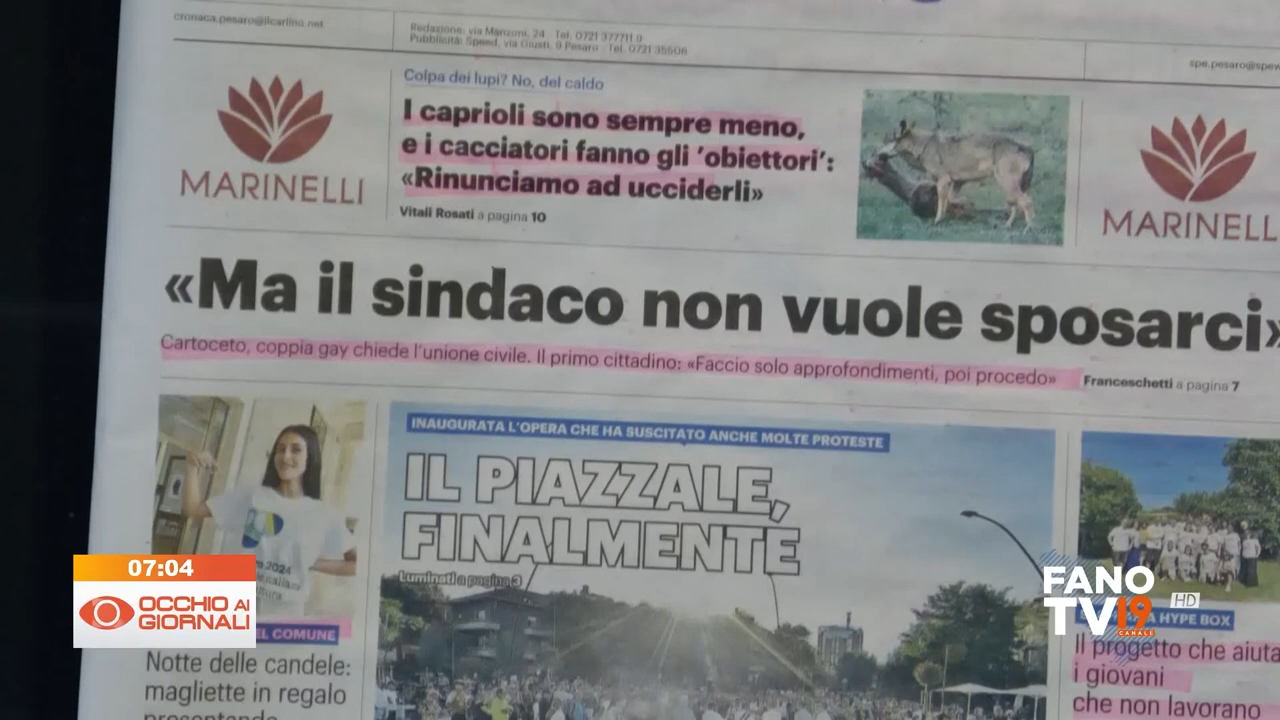 cronaca.pesaro@ilcarlino.net
Redazione: via Manzoni, 24 Tel. 0721 377711 9
Pubblicità: Speed, via Giusti, 9 Pesaro - Tel. 0721 35506
spe.pesaro@spew
MARINELLI
Colpa dei lupi? No, del caldo
I caprioli sono sempre meno,
e i cacciatori fanno gli 'obiettori':
«Rinunciamo ad ucciderli»
Vitali Rosati a pagina 10
MARINELL
«Ma il sindaco non vuole sposarci»
Cartoceto, coppia gay chiede l'unione civile. Il primo cittadino: «Faccio solo approfondimenti, poi procedo»
Franceschetti a pagina 7
INAUGURATA L'OPERA CHE HA SUSCITATO ANCHE MOLTE PROTESTE
IL PIAZZALE,
FINALMENTE
Luminati a pagina 3
2024
EL COMUNE
Notte delle candele:
magliette in regalo
presentando
A HYPE BOX
Il progetto che aiuta
i giovani
che non lavorano
07:04
OCCHIO AI
GIORNALI
FANO
TV19
CANALE
HD